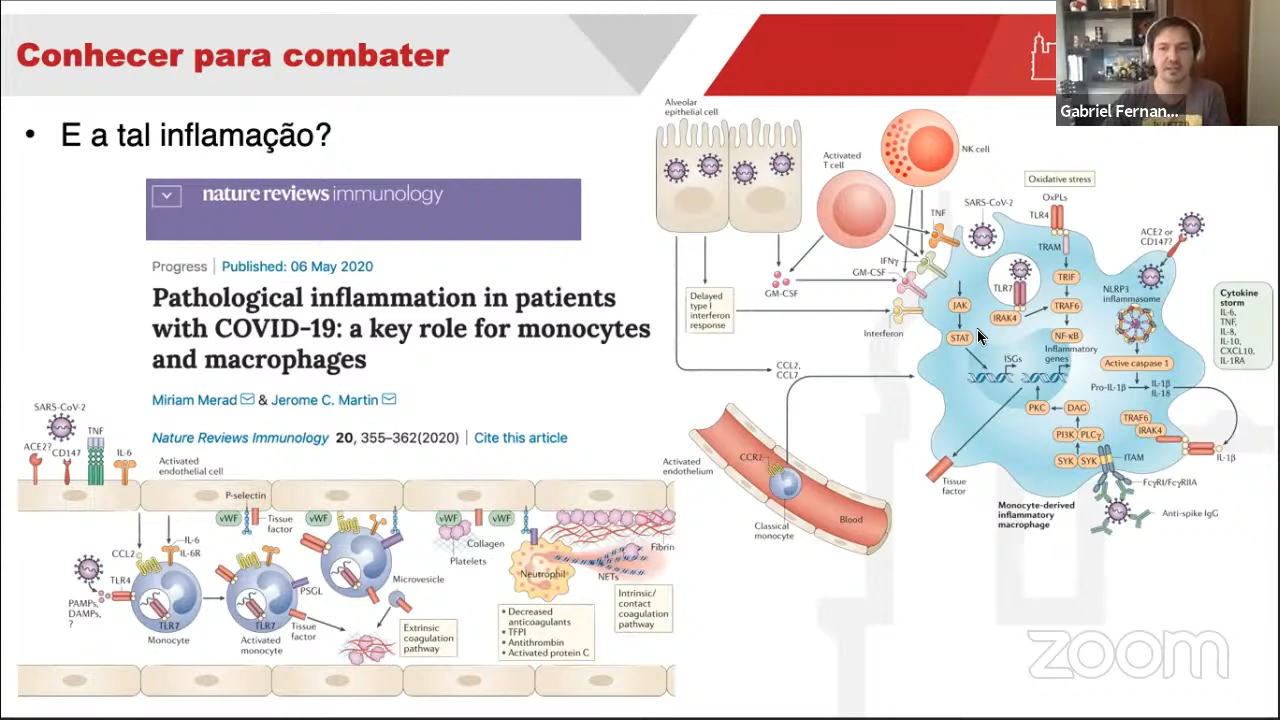 Conhecer para combater
Gabriel Fernan...
• E a tal inflamação?
nature reviews immunology
Progress | Published: 06 May 2020
Pathological inflammation in patients
with COVID-19: a key role for monocytes
and macrophages
Miriam Merad & Jerome C. Martin
Nature Reviews Immunology 20, 355–362(2020) | Cite this article
Alveolar
epithelial cell
Activated
T cell
NK cell
Oxidative stress
OxPLs
SARS-CoV-2
TNF
TLR4
TRAM
ACE2 or
CD147?
IFNγ
GM-CSF
GM-CSF
TRIF
TLR7
NLRP3
inflammasome
Delayed
type I
interferon
response
Interferon
JAK
IRAK4
TRAF6
STAT
NF-κB
Inflammatory
genes
ISGs
Cytokine
storm
IL-6,
TNF,
IL-8,
IL-10,
CXCL10,
IL-1RA
Active caspase 1
Pro-IL-1β
IL-1β
IL-18
CCL2,
CCL7
PKC
DAG
TRAF6
IRAK4
PI3K
PLCγ
SYK
SYK
ITAM
IL-1β
FcγRI/FcγRIIA
Anti-spike IgG
Tissue
factor
Monocyte-derived
inflammatory
macrophage
Activated
endothelium
CCR2
Classical
monocyte
Blood
SARS-CoV-2
ACE2?
CD147
TNF
IL-6
Activated
endothelial cell
P-selectin
vWF
Tissue
factor
vWF
vWF
vWF
CCL2
IL-6
IL-6R
Collagen
Platelets
Fibrin
TLR4
PAMPs,
DAMPs,
?
TLR7
Monocyte
PSGL
TLR7
Activated
monocyte
Tissue
factor
Microvesicle
Extrinsic
coagulation
pathway
Neutrophil
NETs
• Decreased
anticoagulants
• TFPI
• Antithrombin
• Activated protein C
Intrinsic/
contact
coagulation
pathway
zoom